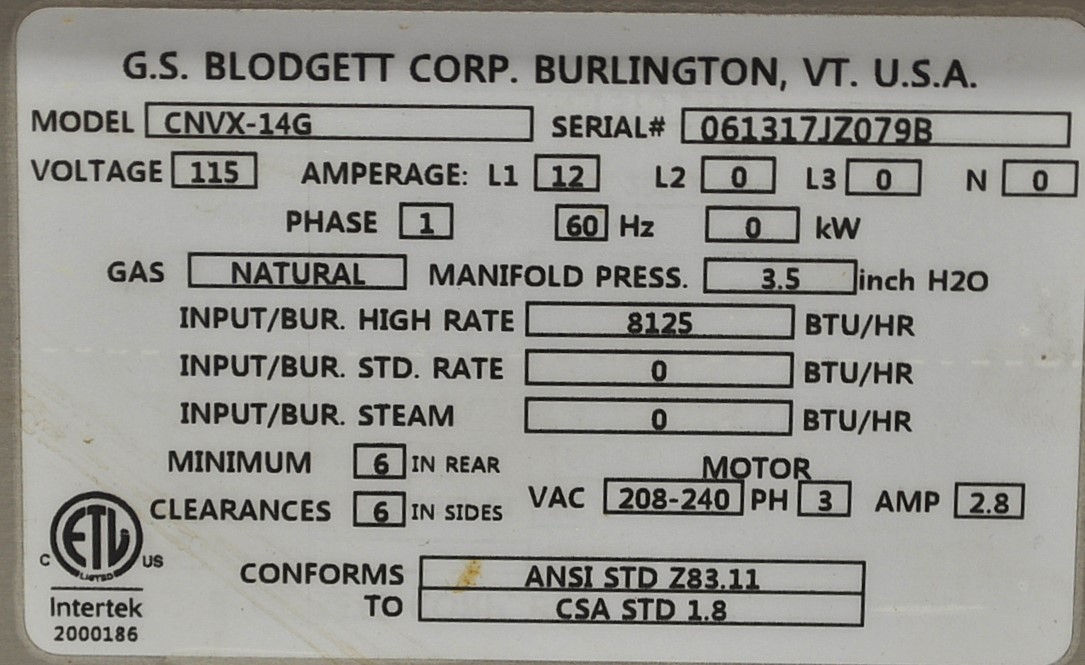 G.S. BLODGETT CORP. BURLINGTON, VT. U.S.A.
MODEL CNVX-14G SERIAL# 061317JZ079B
VOLTAGE 115 AMPERAGE: L1 12 L2 0 L3 0 N 0
PHASE 1 60 Hz 0 kW
GAS NATURAL MANIFOLD PRESS. 3.5 inch H2O
INPUT/BUR. HIGH RATE 8125 BTU/HR
INPUT/BUR. STD. RATE 0 BTU/HR
INPUT/BUR. STEAM 0 BTU/HR
MINIMUM 6 IN REAR MOTOR
CLEARANCES 6 IN SIDES VAC 208-240 PH 3 AMP 2.8
C ETL US
LISTED
Intertek
2000186
CONFORMS ANSI STD Z83.11
TO CSA STD 1.8